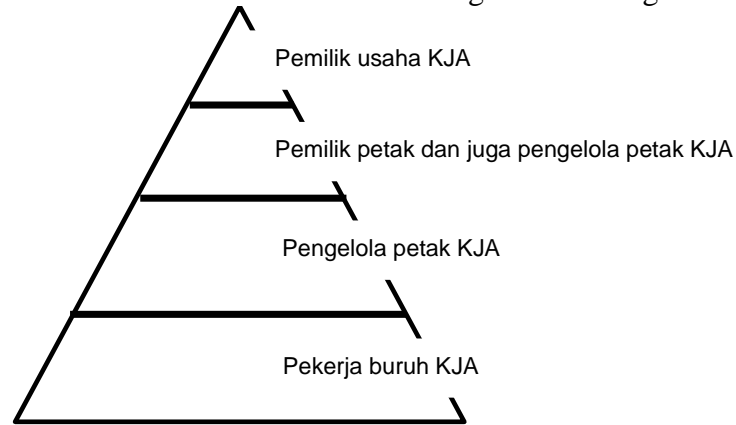 Pemilik usaha KJA
Pemilik petak dan juga pengelola petak KJA
Pengelola petak KJA
Pekerja buruh KJA